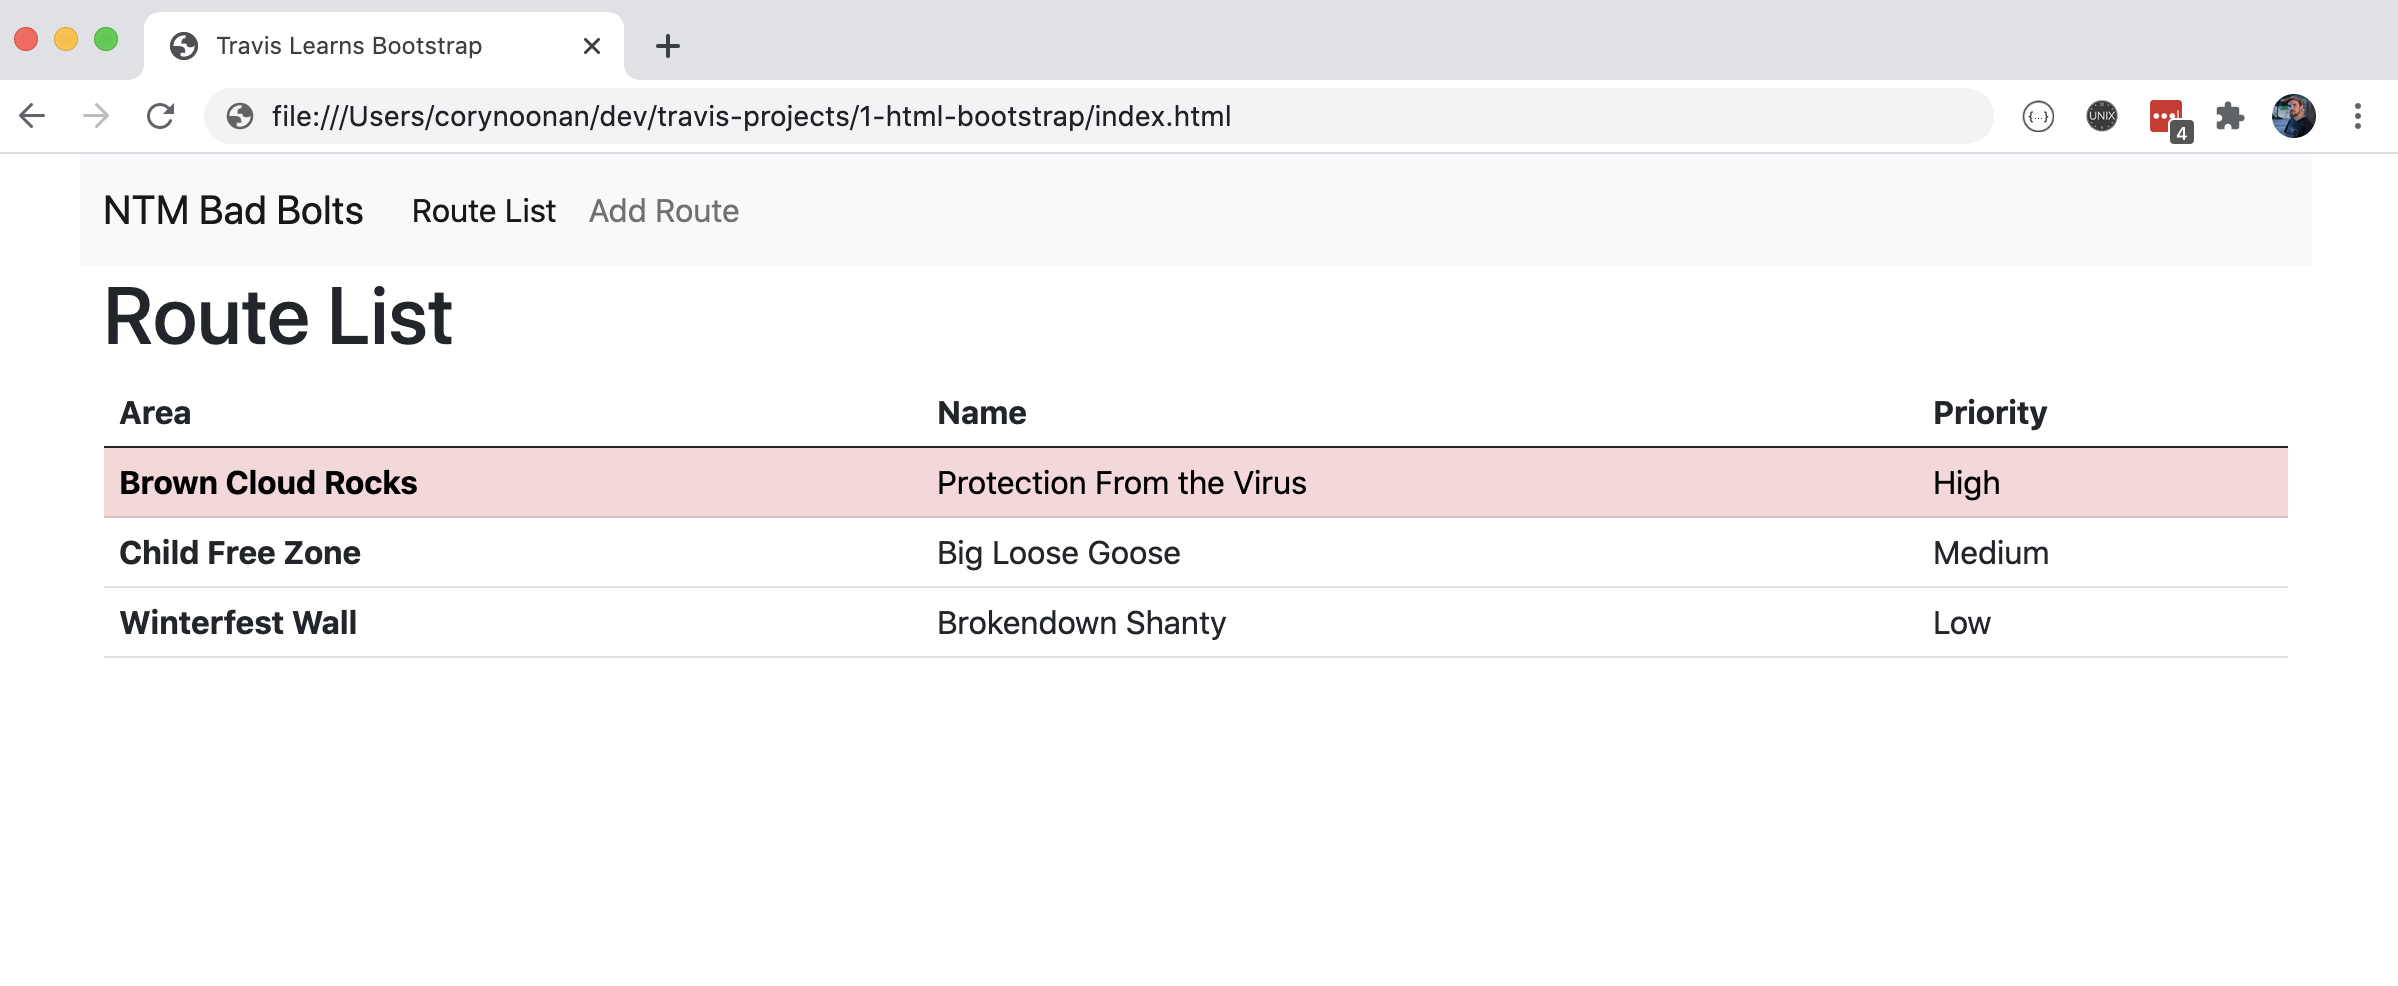 Travis Learns Bootstrap
file:///Users/corynoonan/dev/travis-projects/1-html-bootstrap/index.html
{...} UNIX 4
NTM Bad Bolts Route List Add Route
Route List
Area Name Priority
Brown Cloud Rocks Protection From the Virus High
Child Free Zone Big Loose Goose Medium
Winterfest Wall Brokendown Shanty Low